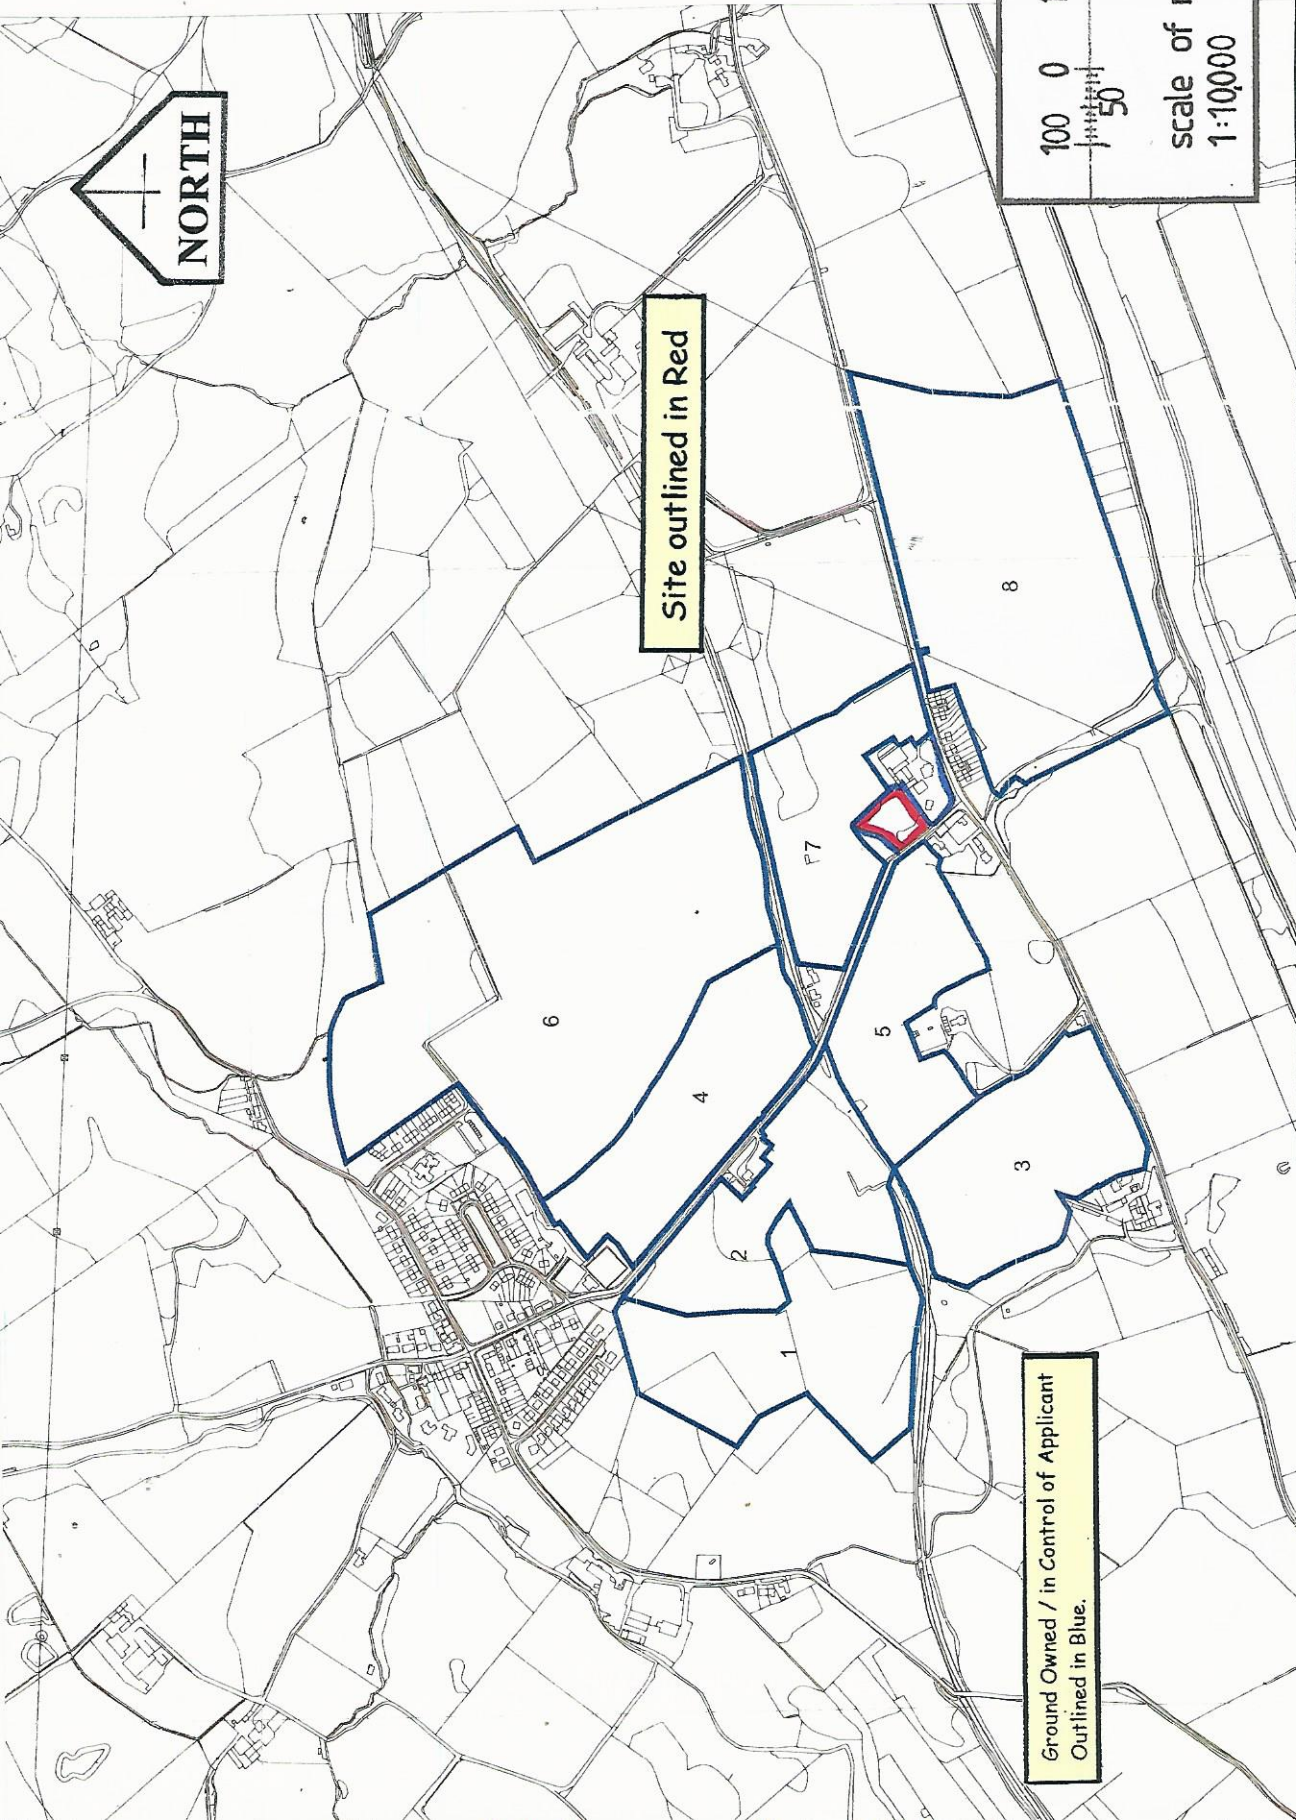 NORTH
Site outlined in Red
100 0
50
scale of
1:10,000
8
7
6
5
4
3
2
1
Ground Owned / in Control of Applicant
Outlined in Blue.